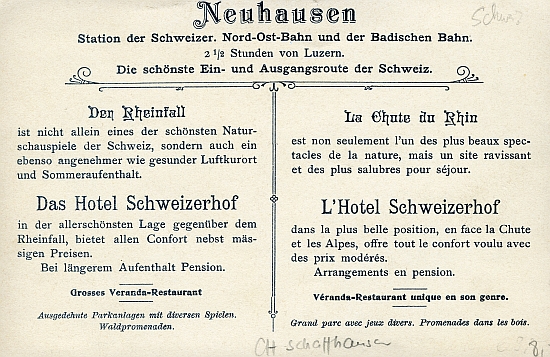 Neuhausen
Station der Schweizer. Nord-Ost-Bahn und der Badischen Bahn.
2 1/2 Stunden von Luzern.
Die schönste Ein- und Ausgangsroute der Schweiz.
Den Rheinfall
ist nicht allein eines der schönsten Natur-
schauspiele der Schweiz, sondern auch ein
ebenso angenehmer wie gesunder Luftkurort
und Sommeraufenthalt.
Das Hotel Schweizerhof
in der allerschönsten Lage gegenüber dem
Rheinfall, bietet allen Confort nebst mäs-
sigen Preisen.
Bei längerem Aufenthalt Pension.
Grosses Veranda-Restaurant
Ausgedehnte Parkanlagen mit diversen Spielen.
Waldpromenaden.
La Chute du Rhin
est non seulement l'un des plus beaux spec-
tacles de la nature, mais un site ravissant
et des plus salubres pour séjour.
L'Hotel Schweizerhof
dans la plus belle position, en face la Chute
et les Alpes, offre tout le confort voulu avec
des prix modérés.
Arrangements en pension.
Véranda-Restaurant unique en son genre.
Grand parc avec jeux divers. Promenades dans les bois.
CH Schaffhausen